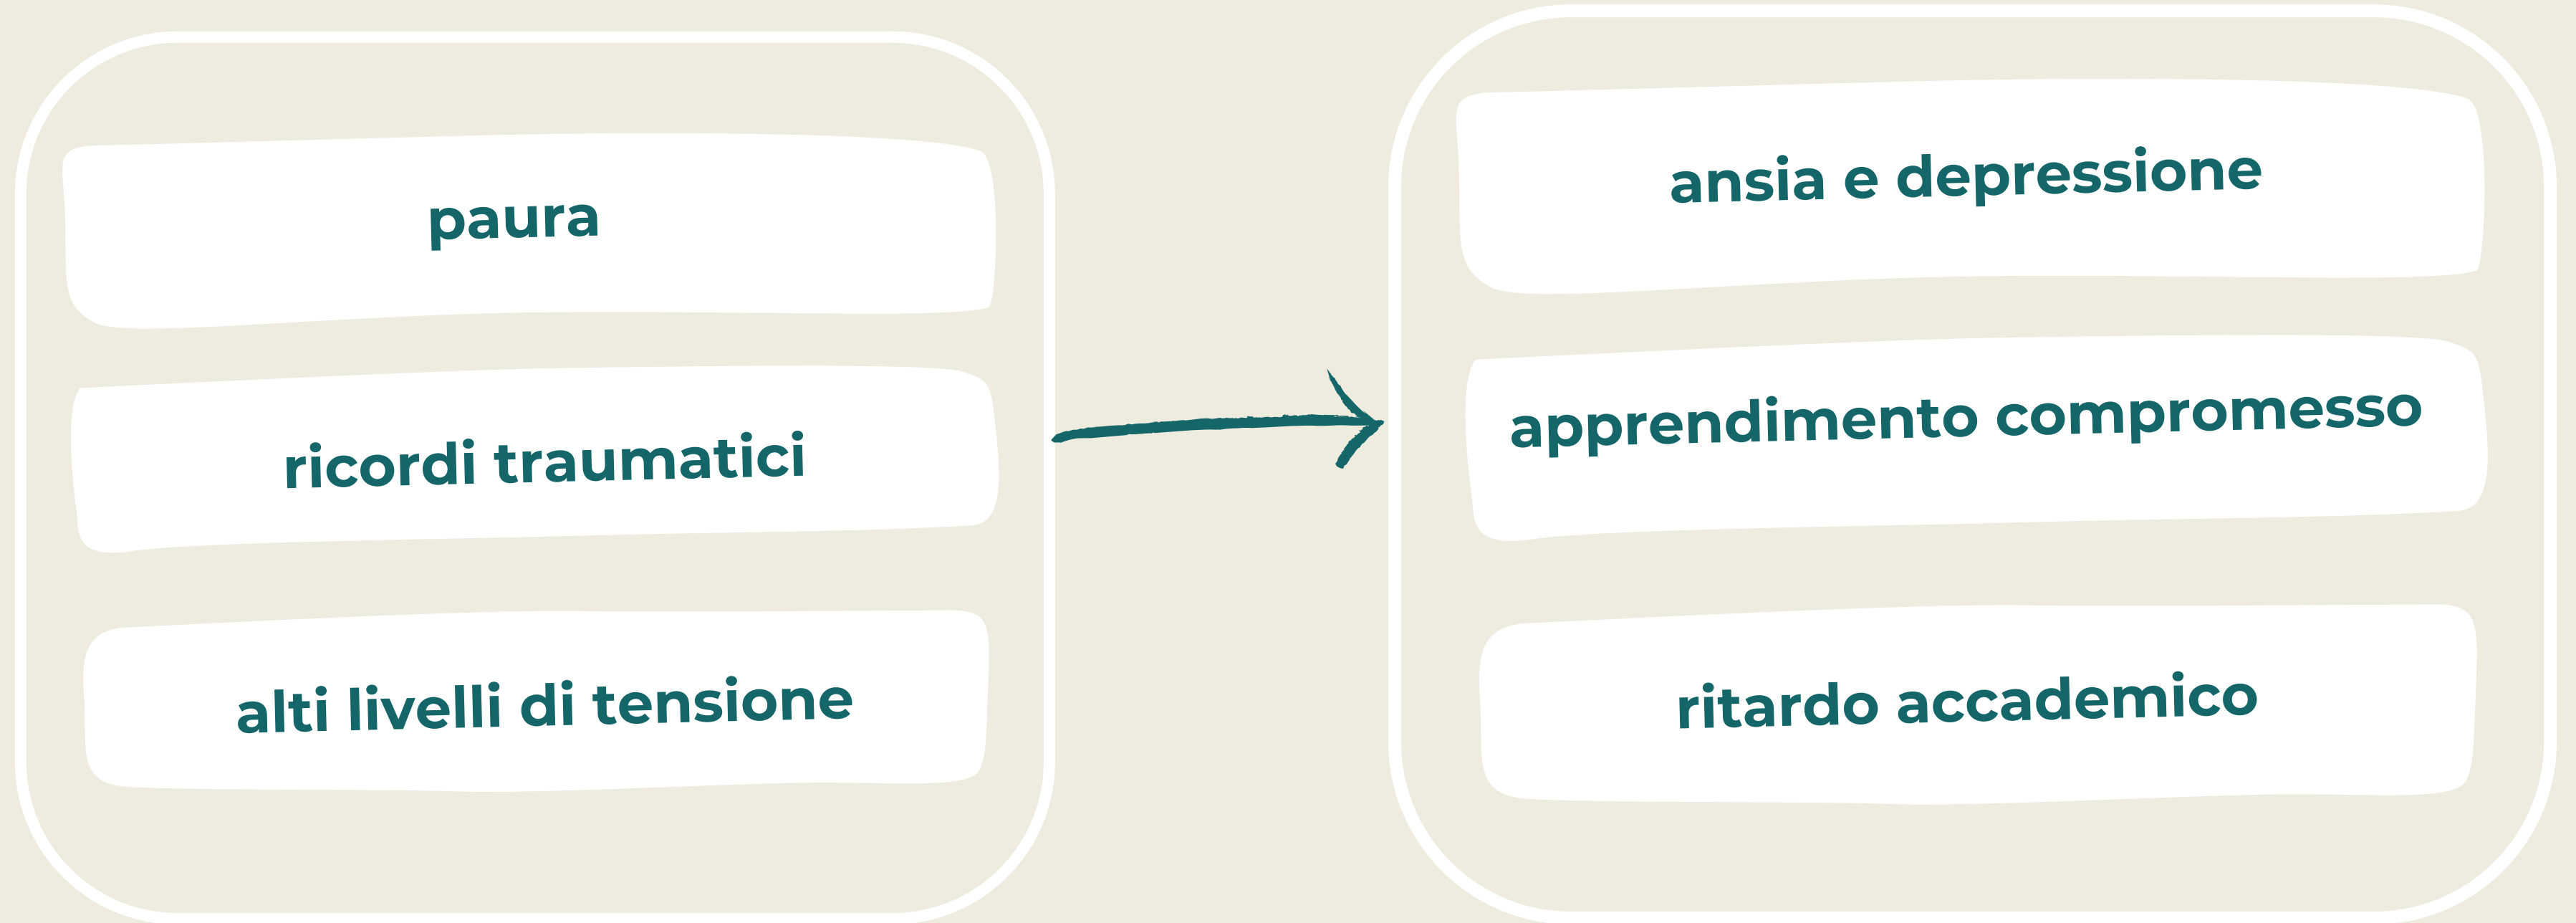 paura
ricordi traumatici
alti livelli di tensione
ansia e depressione
apprendimento compromesso
ritardo accademico